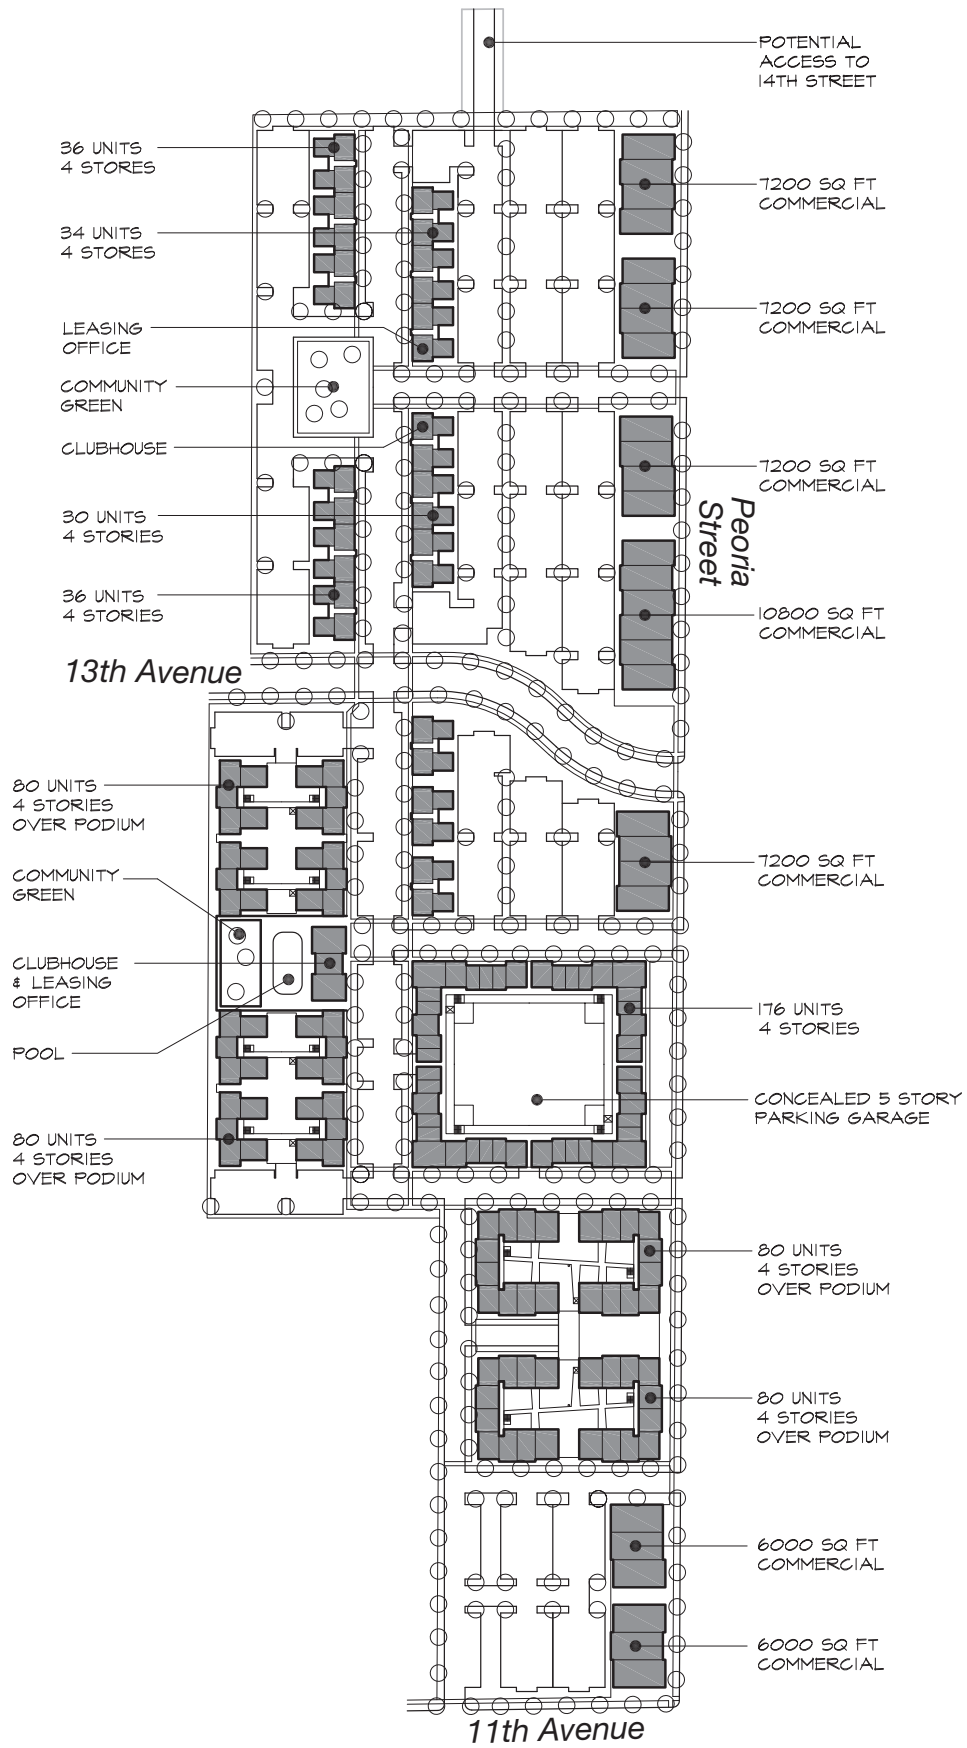 POTENTIAL
ACCESS TO
14TH STREET
36 UNITS
4 STORES
7200 SQ FT
COMMERCIAL
34 UNITS
4 STORES
7200 SQ FT
COMMERCIAL
LEASING
OFFICE
COMMUNITY
GREEN
CLUBHOUSE
7200 SQ FT
COMMERCIAL
Peoria
Street
30 UNITS
4 STORIES
36 UNITS
4 STORIES
10800 SQ FT
COMMERCIAL
13th Avenue
80 UNITS
4 STORIES
OVER PODIUM
7200 SQ FT
COMMERCIAL
COMMUNITY
GREEN
CLUBHOUSE
& LEASING
OFFICE
176 UNITS
4 STORIES
POOL
CONCEALED 5 STORY
PARKING GARAGE
80 UNITS
4 STORIES
OVER PODIUM
80 UNITS
4 STORIES
OVER PODIUM
80 UNITS
4 STORIES
OVER PODIUM
6000 SQ FT
COMMERCIAL
6000 SQ FT
COMMERCIAL
11th Avenue